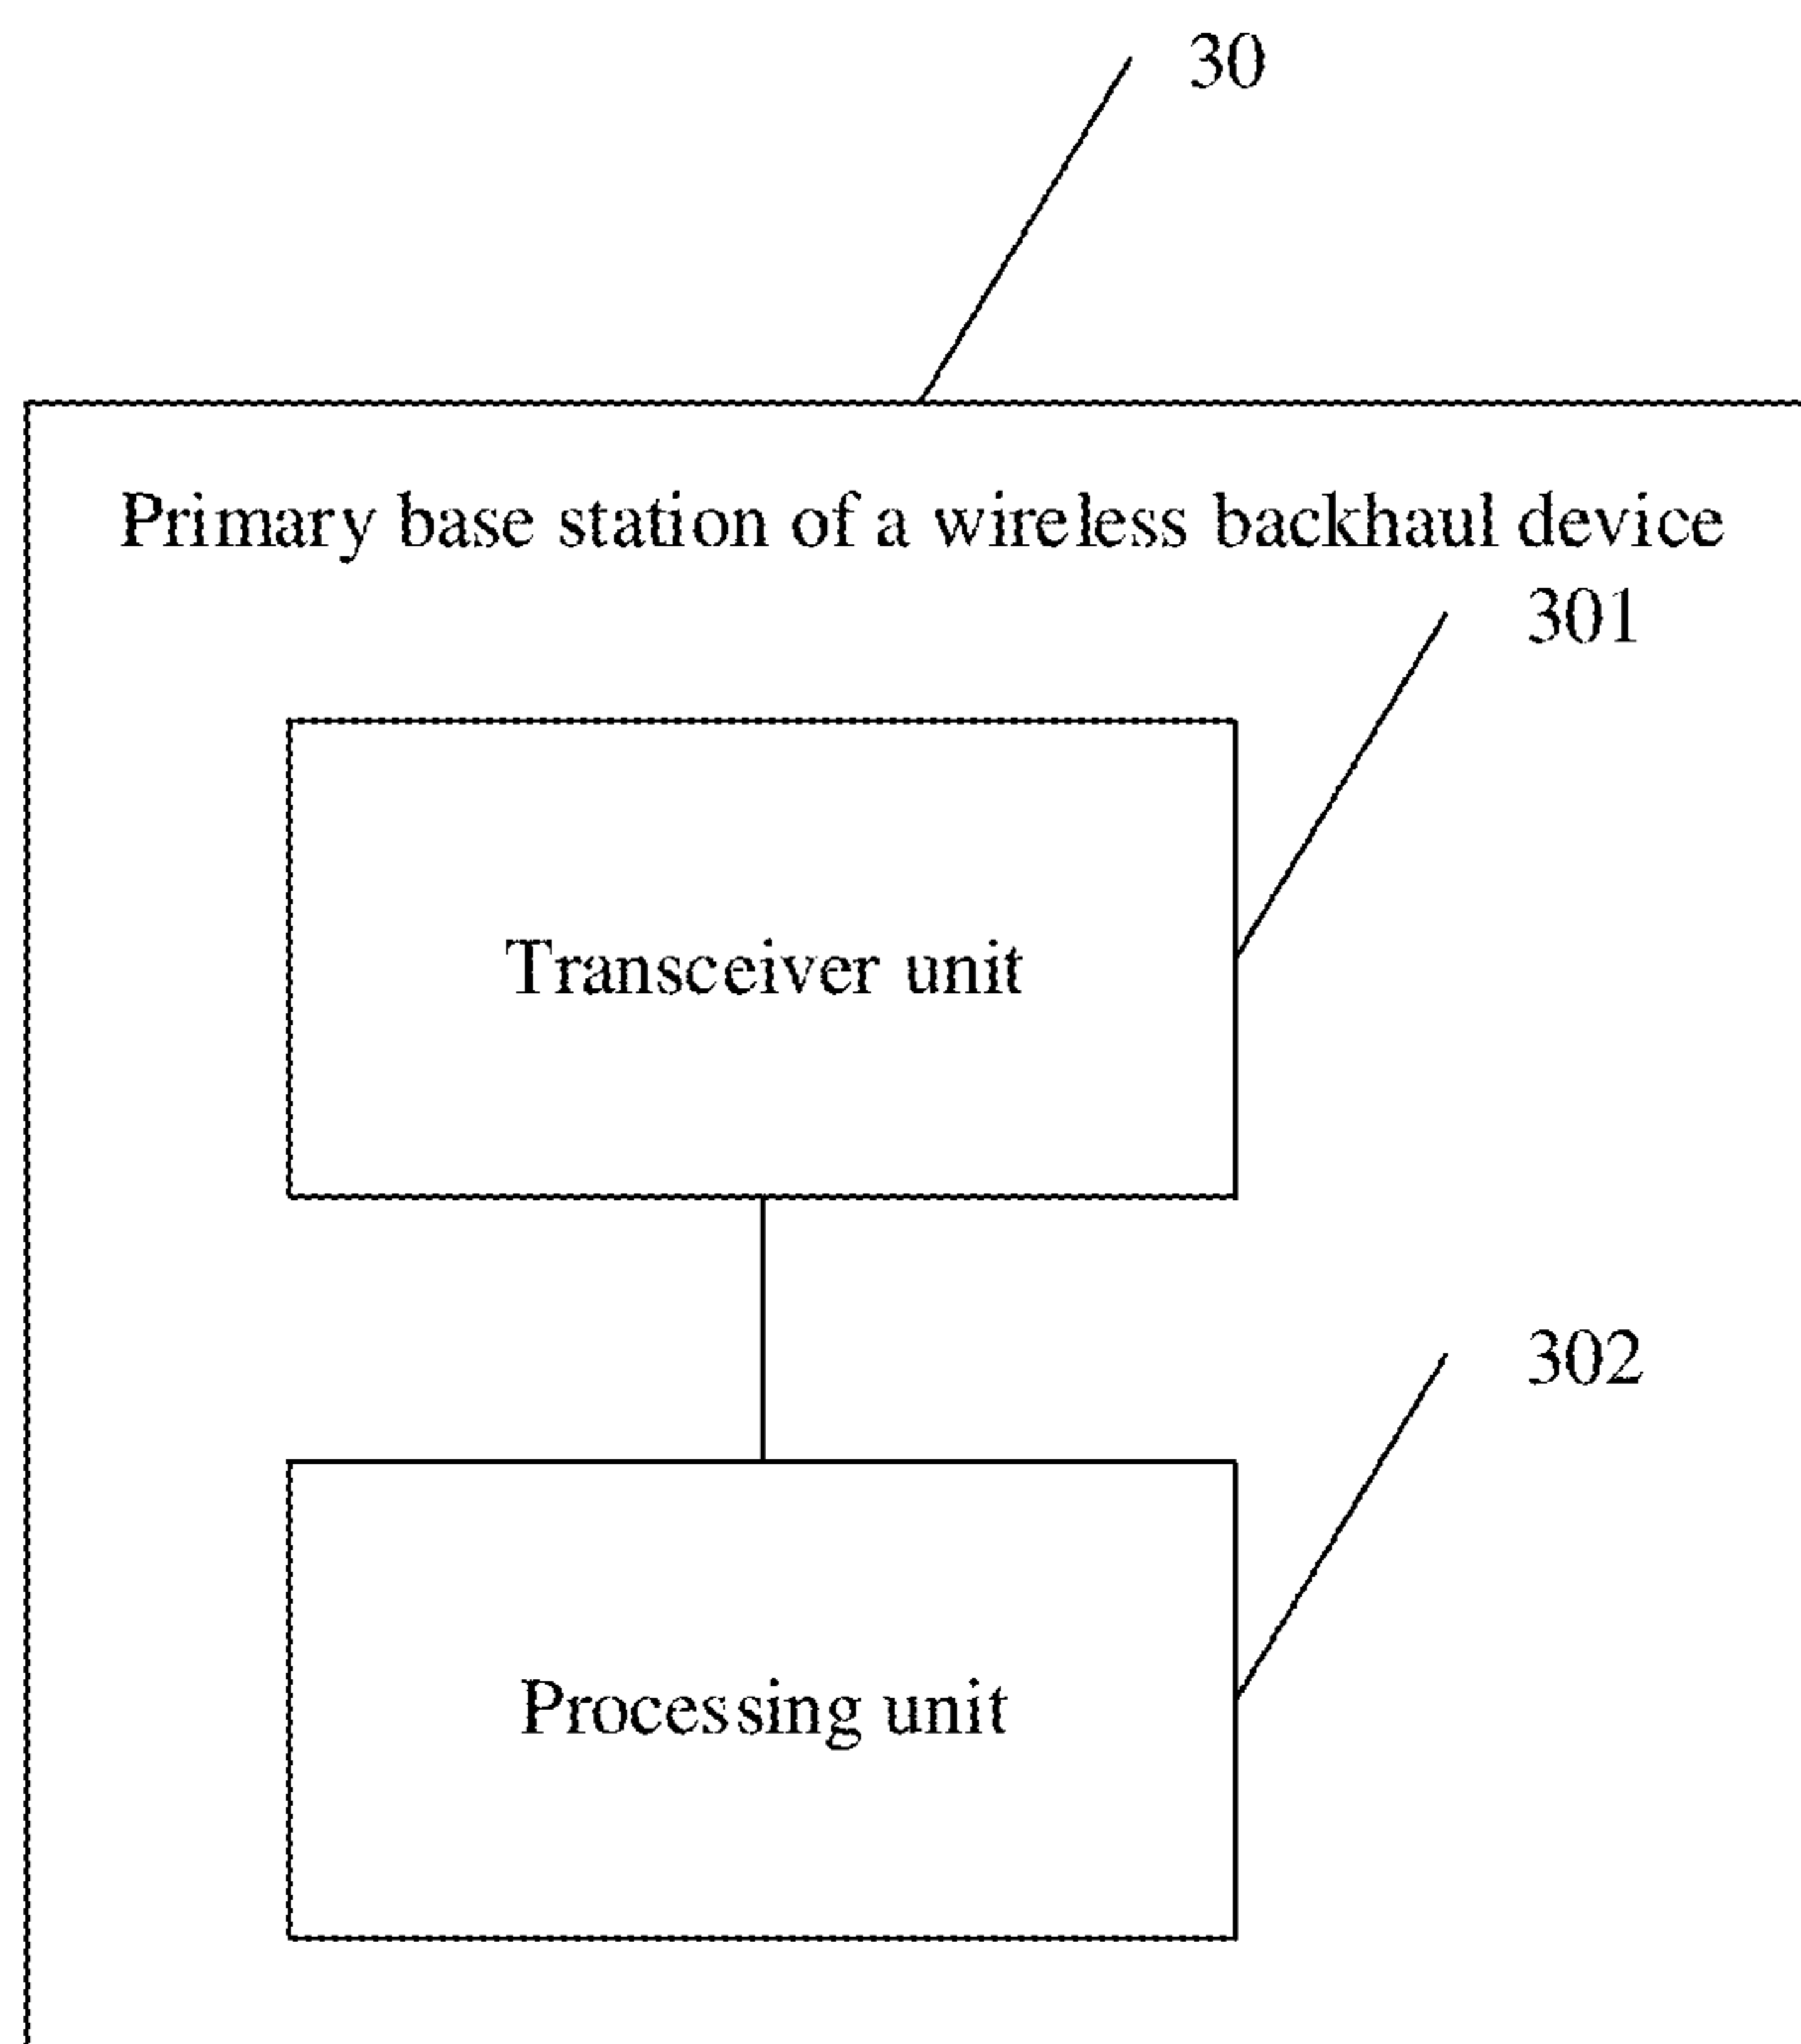 30
Primary base station of a wireless backhaul device
301
Transceiver unit
302
Processing unit